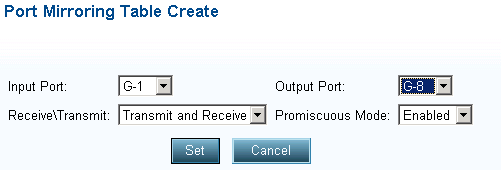 Port Mirroring Table Create
Input Port: G-1 Output Port: G-8
Receive\Transmit: Transmit and Receive Promiscuous Mode: Enabled
Set Cancel